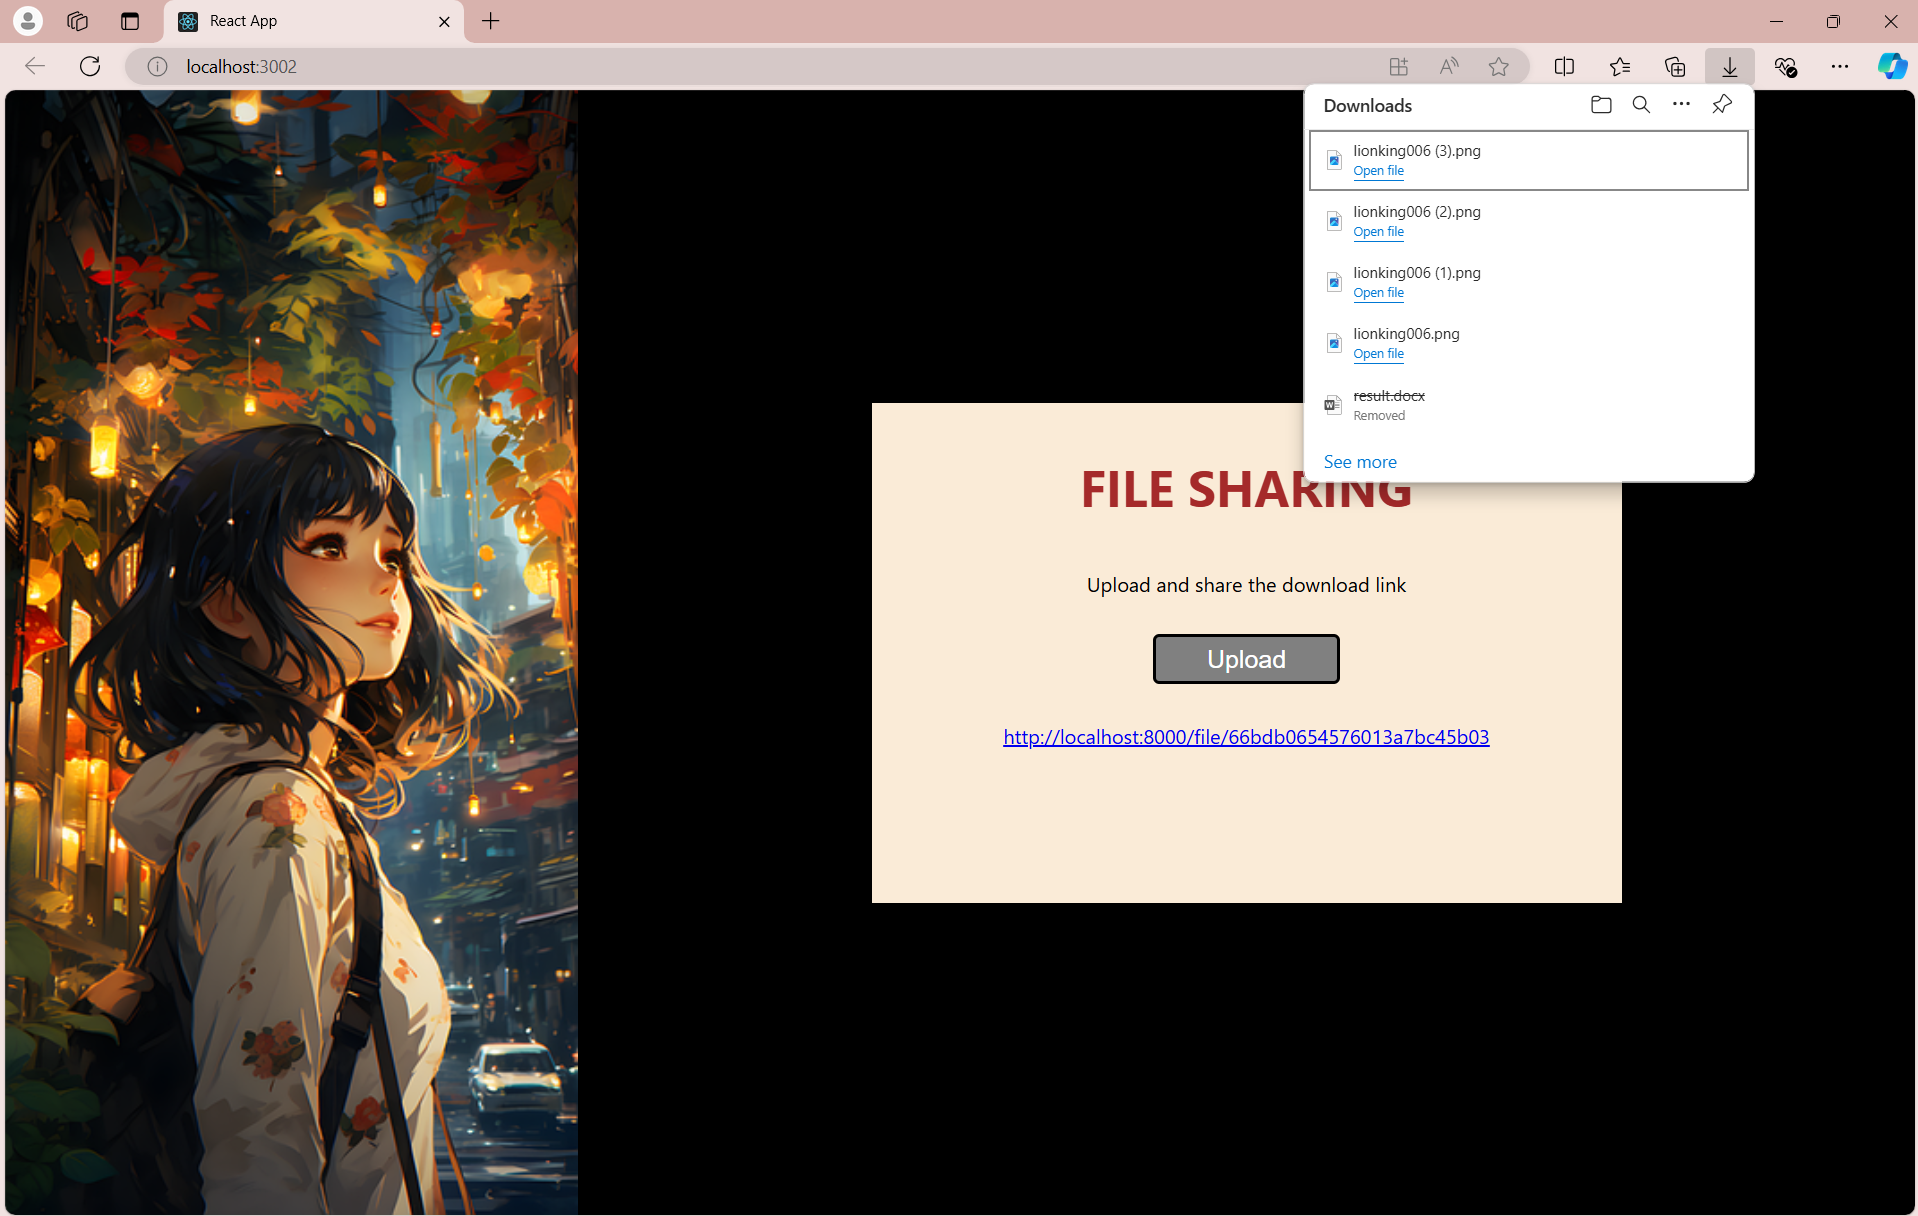 React App
localhost:3002
Downloads
lionking006 (3).png
Open file
lionking006 (2).png
Open file
lionking006 (1).png
Open file
lionking006.png
Open file
result.docx
Removed
See more
FILE SHARING
Upload and share the download link
Upload
http://localhost:8000/file/66bdb0654576013a7bc45b03